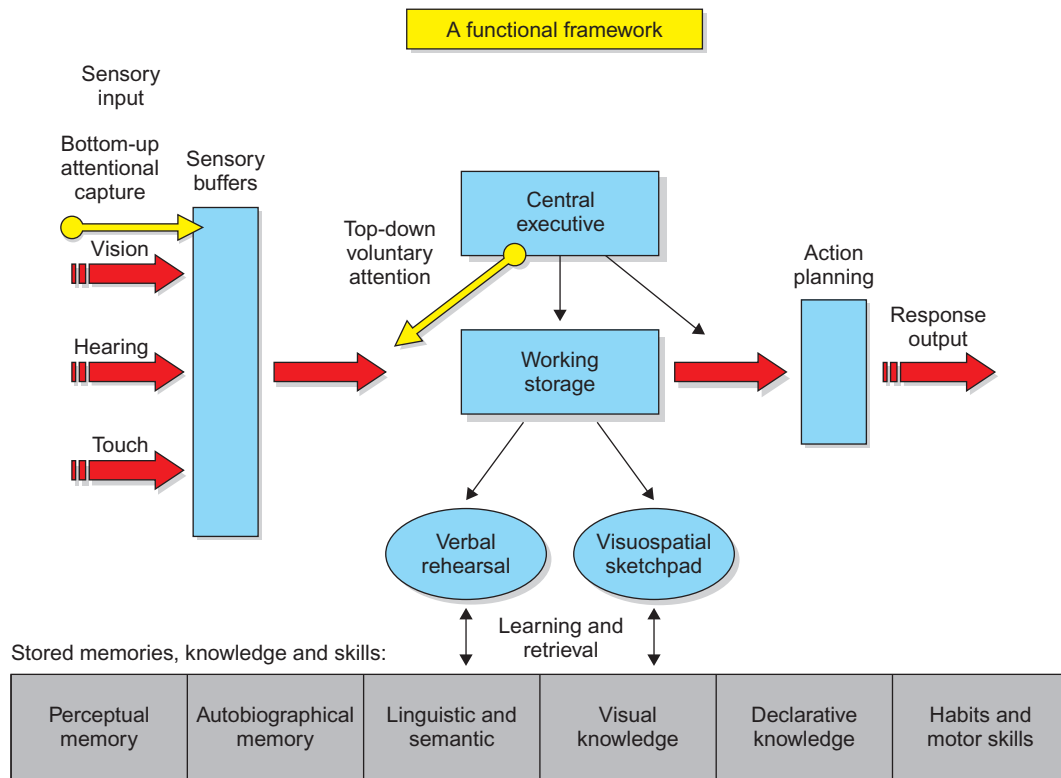 A functional framework
Sensory
input
Bottom-up
attentional
capture
Sensory
buffers
Vision
Hearing
Touch
Top-down
voluntary
attention
Central
executive
Working
storage
Action
planning
Response
output
Verbal
rehearsal
Visuospatial
sketchpad
Learning and
retrieval
Stored memories, knowledge and skills:
Perceptual
memory
Autobiographical
memory
Linguistic and
semantic
Visual
knowledge
Declarative
knowledge
Habits and
motor skills